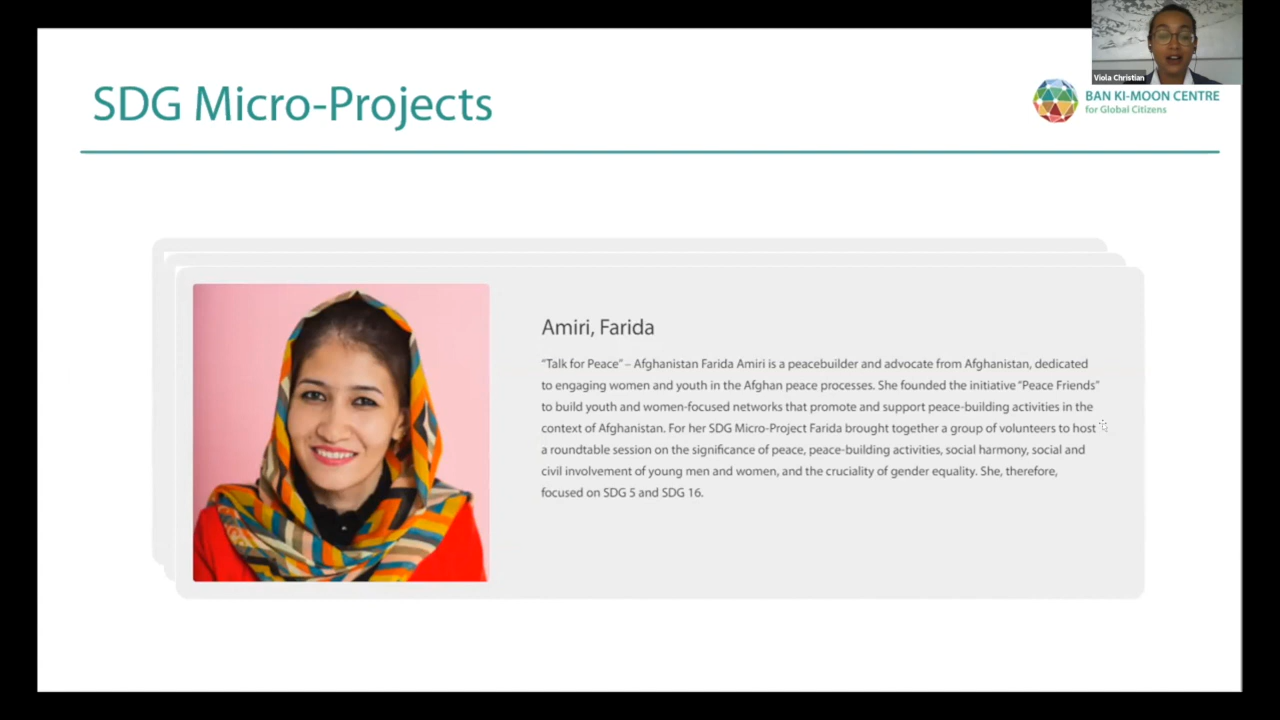 Viola Christian
SDG Micro-Projects
BAN KI-MOON CENTRE
for Global Citizens
Amiri, Farida
“Talk for Peace” – Afghanistan Farida Amiri is a peacebuilder and advocate from Afghanistan, dedicated
to engaging women and youth in the Afghan peace processes. She founded the initiative “Peace Friends”
to build youth and women-focused networks that promote and support peace-building activities in the
context of Afghanistan. For her SDG Micro-Project Farida brought together a group of volunteers to host
a roundtable session on the significance of peace, peace-building activities, social harmony, social and
civil involvement of young men and women, and the cruciality of gender equality. She, therefore,
focused on SDG 5 and SDG 16.